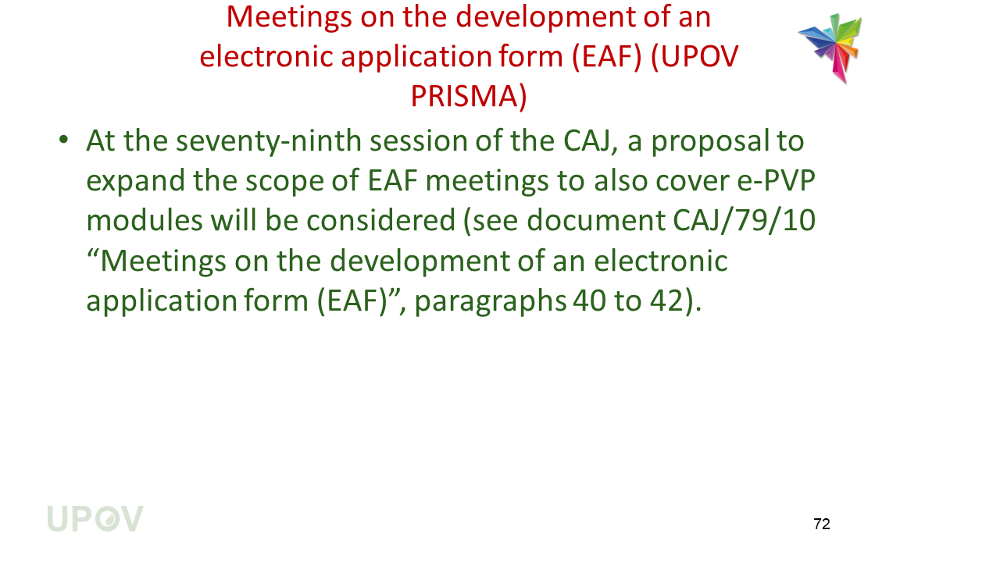 Meetings on the development of an
electronic application form (EAF) (UPOV
PRISMA)
• At the seventy-ninth session of the CAJ, a proposal to
expand the scope of EAF meetings to also cover e-PVP
modules will be considered (see document CAJ/79/10
“Meetings on the development of an electronic
application form (EAF)”, paragraphs 40 to 42).
UPOV
72